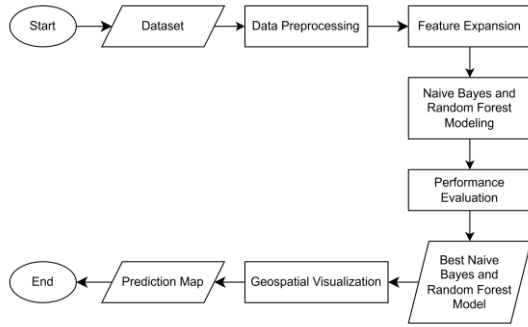 Start
Dataset
Data Preprocessing
Feature Expansion
Naive Bayes and
Random Forest
Modeling
Performance
Evaluation
Best Naive
Bayes and
Random Forest
Model
Geospatial Visualization
Prediction Map
End